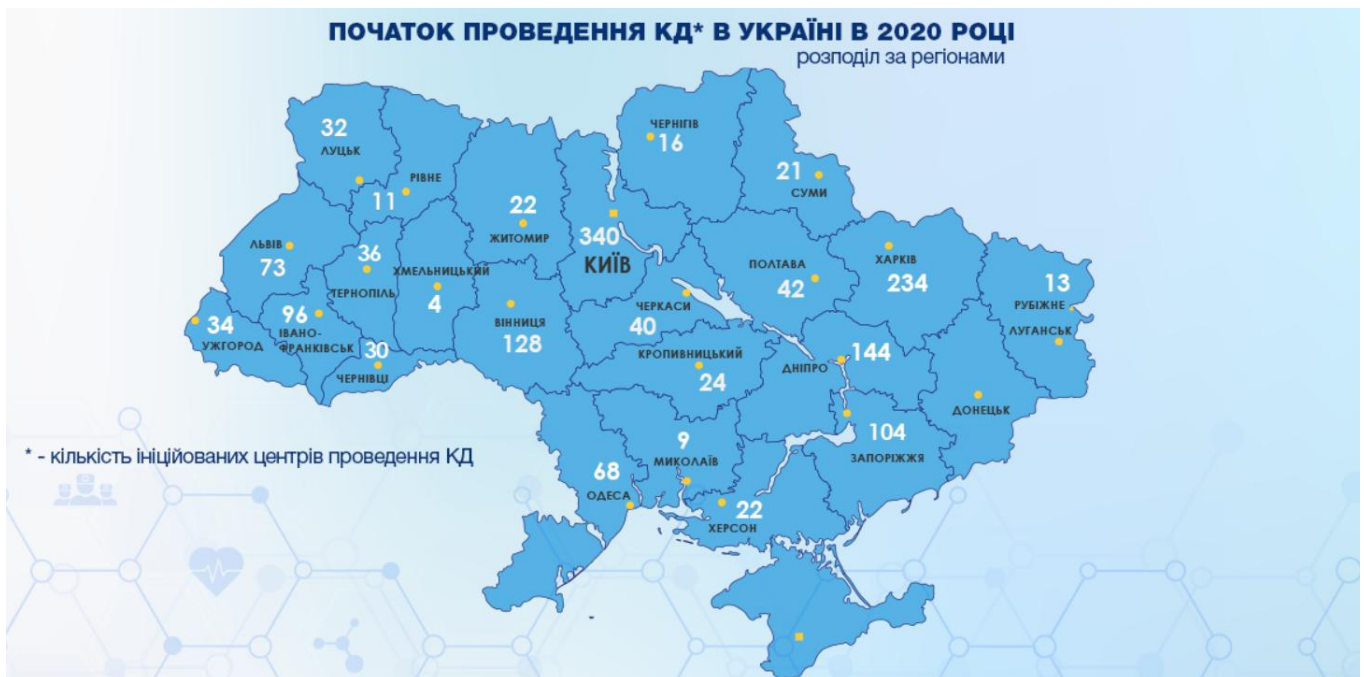 ПОЧАТОК ПРОВЕДЕННЯ КД* В УКРАЇНІ В 2020 РОЦІ
розподіл за регіонами
32
ЛУЦЬК
РІВНЕ
11
22
ЖИТОМИР
340
КИЇВ
ЧЕРНІГІВ
16
21
СУМИ
ЛЬВІВ
73
36
ТЕРНОПІЛЬ
ХМЕЛЬНИЦЬКИЙ
4
ВІННИЦЯ
128
ЧЕРКАСИ
40
ПОЛТАВА
42
ХАРКІВ
234
13
РУБІЖНЕ
ЛУГАНСЬК
34
УЖГОРОД
96
ІВАНО-
ФРАНКІВСЬК
30
ЧЕРНІВЦІ
КРОПИВНИЦЬКИЙ
24
ДНІПРО
144
ДОНЕЦЬК
104
ЗАПОРІЖЖЯ
9
МИКОЛАЇВ
68
ОДЕСА
22
ХЕРСОН
* - кількість ініційованих центрів проведення КД